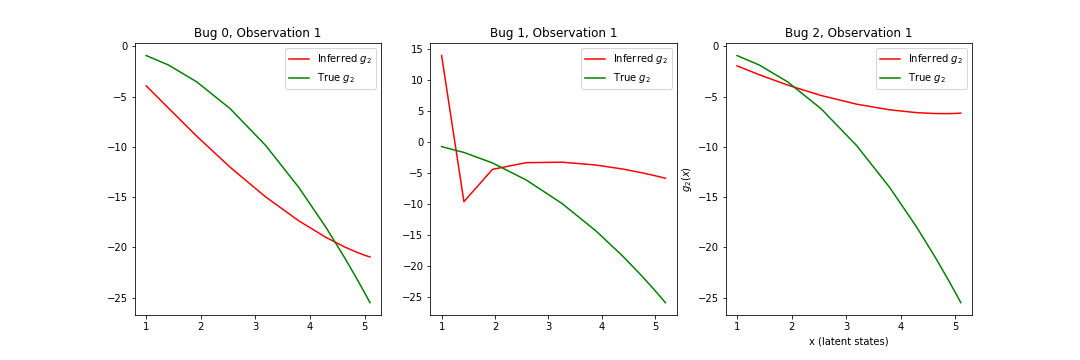 Bug 0, Observation 1
Inferred g₂
True g₂
0
−5
−10
−15
−20
−25
1 2 3 4 5
Bug 1, Observation 1
Inferred g₂
True g₂
15
10
5
0
−5
−10
−15
−20
−25
1 2 3 4 5
Bug 2, Observation 1
Inferred g₂
True g₂
g₂(x)
0
−5
−10
−15
−20
−25
1 2 3 4 5
x (latent states)